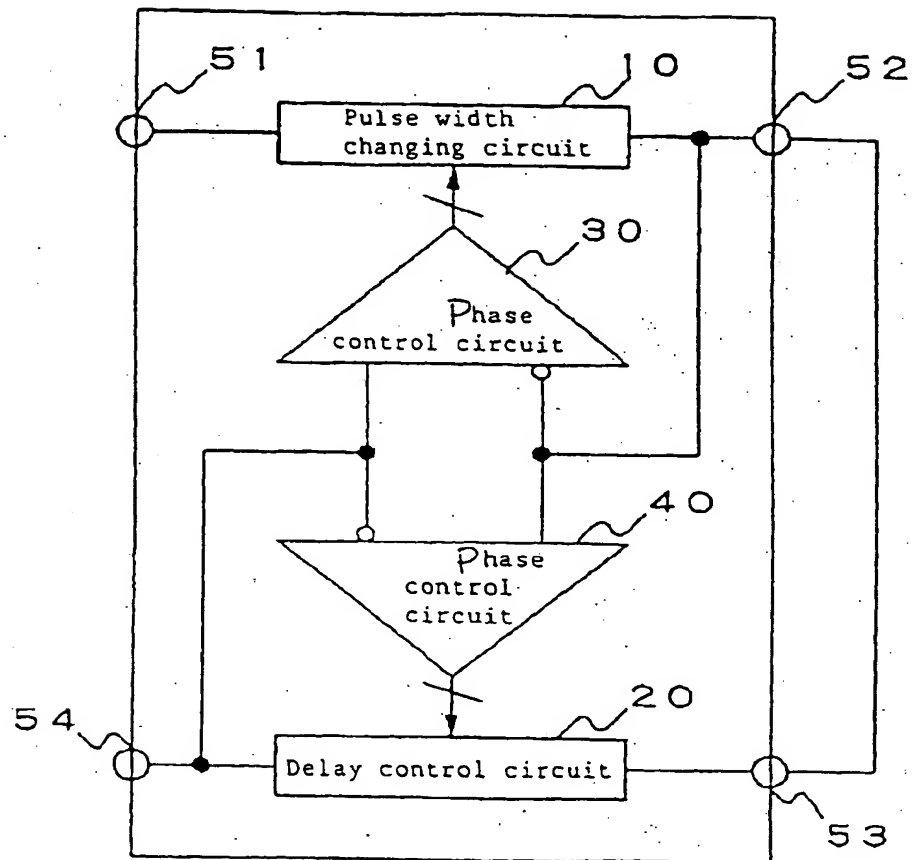 51
10
52
Pulse width
changing circuit
30
Phase
control circuit
40
Phase
control
circuit
54
20
Delay control circuit
53